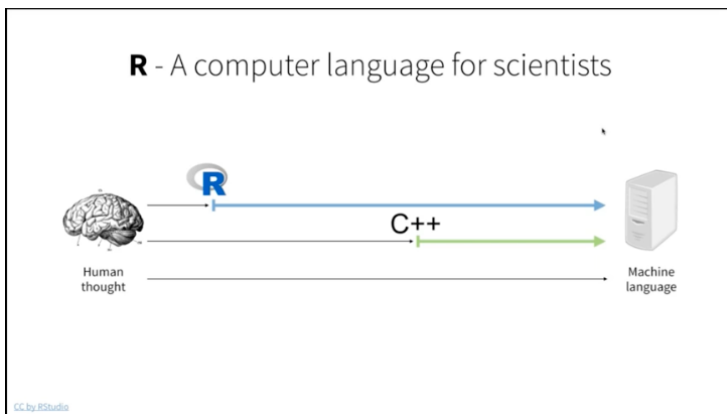 R - A computer language for scientists
R
C++
Human
thought
Machine
language
CC by RStudio